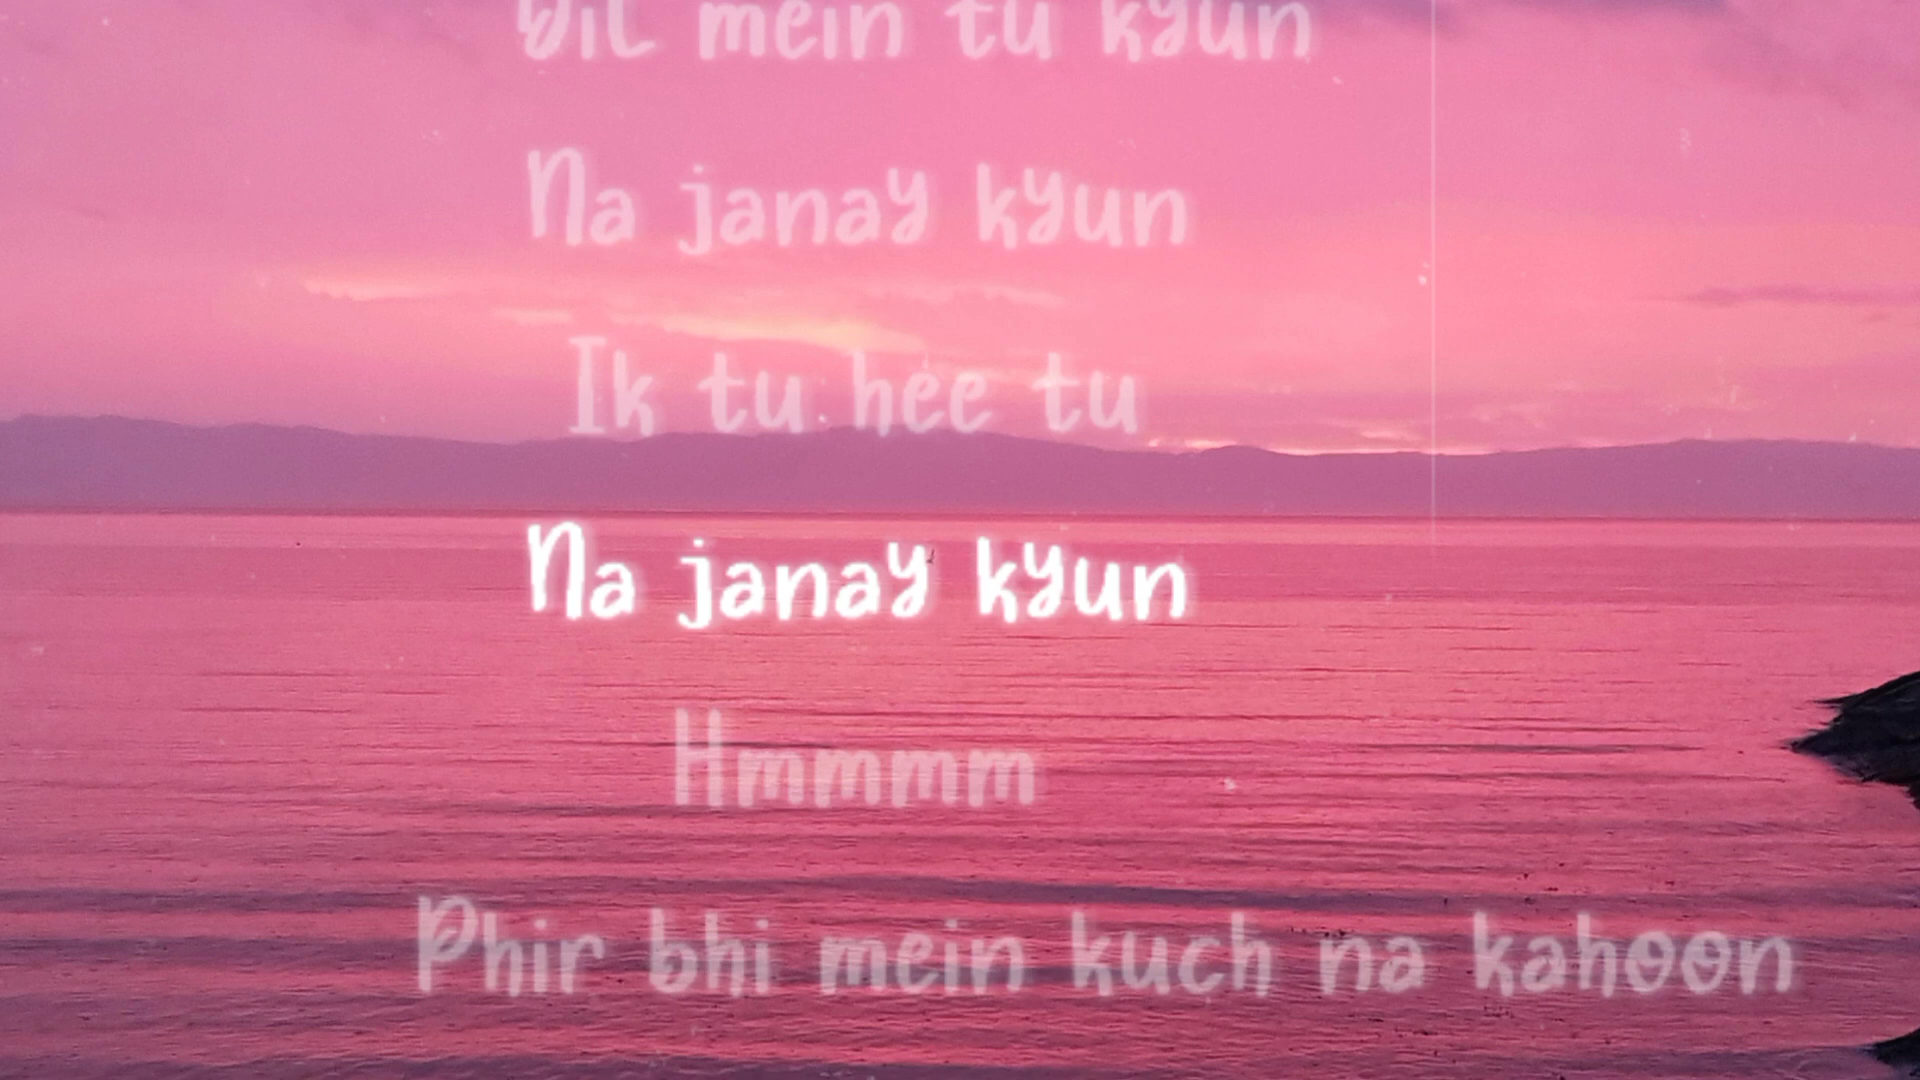 Dil mein tu kyun
Na janay kyun
Ik tu hee tu
Na janay kyun
Hmmmm
Phir bhi mein kuch na kahoon